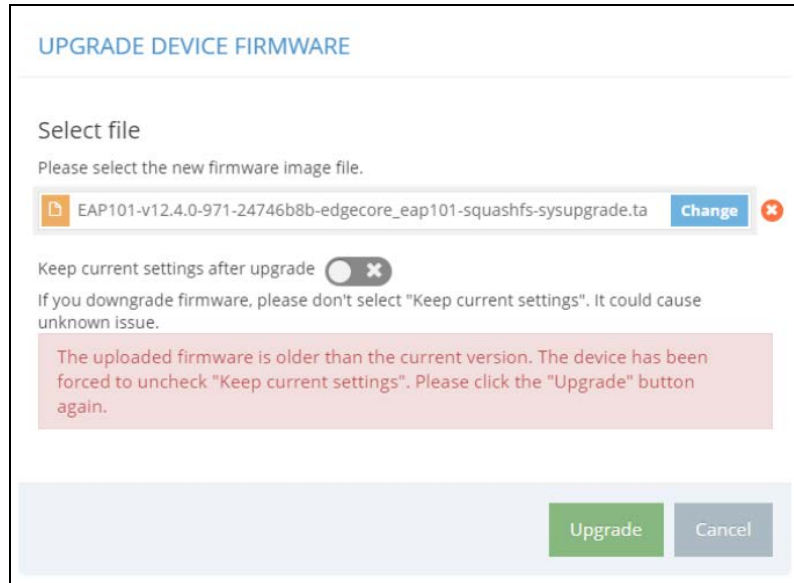 UPGRADE DEVICE FIRMWARE
Select file
Please select the new firmware image file.
EAP101-v12.4.0-971-24746b8b-edgecore_eap101-squashfs-sysupgrade.ta
Change
Keep current settings after upgrade
If you downgrade firmware, please don't select "Keep current settings". It could cause
unknown issue.
The uploaded firmware is older than the current version. The device has been
forced to uncheck "Keep current settings". Please click the "Upgrade" button
again.
Upgrade
Cancel